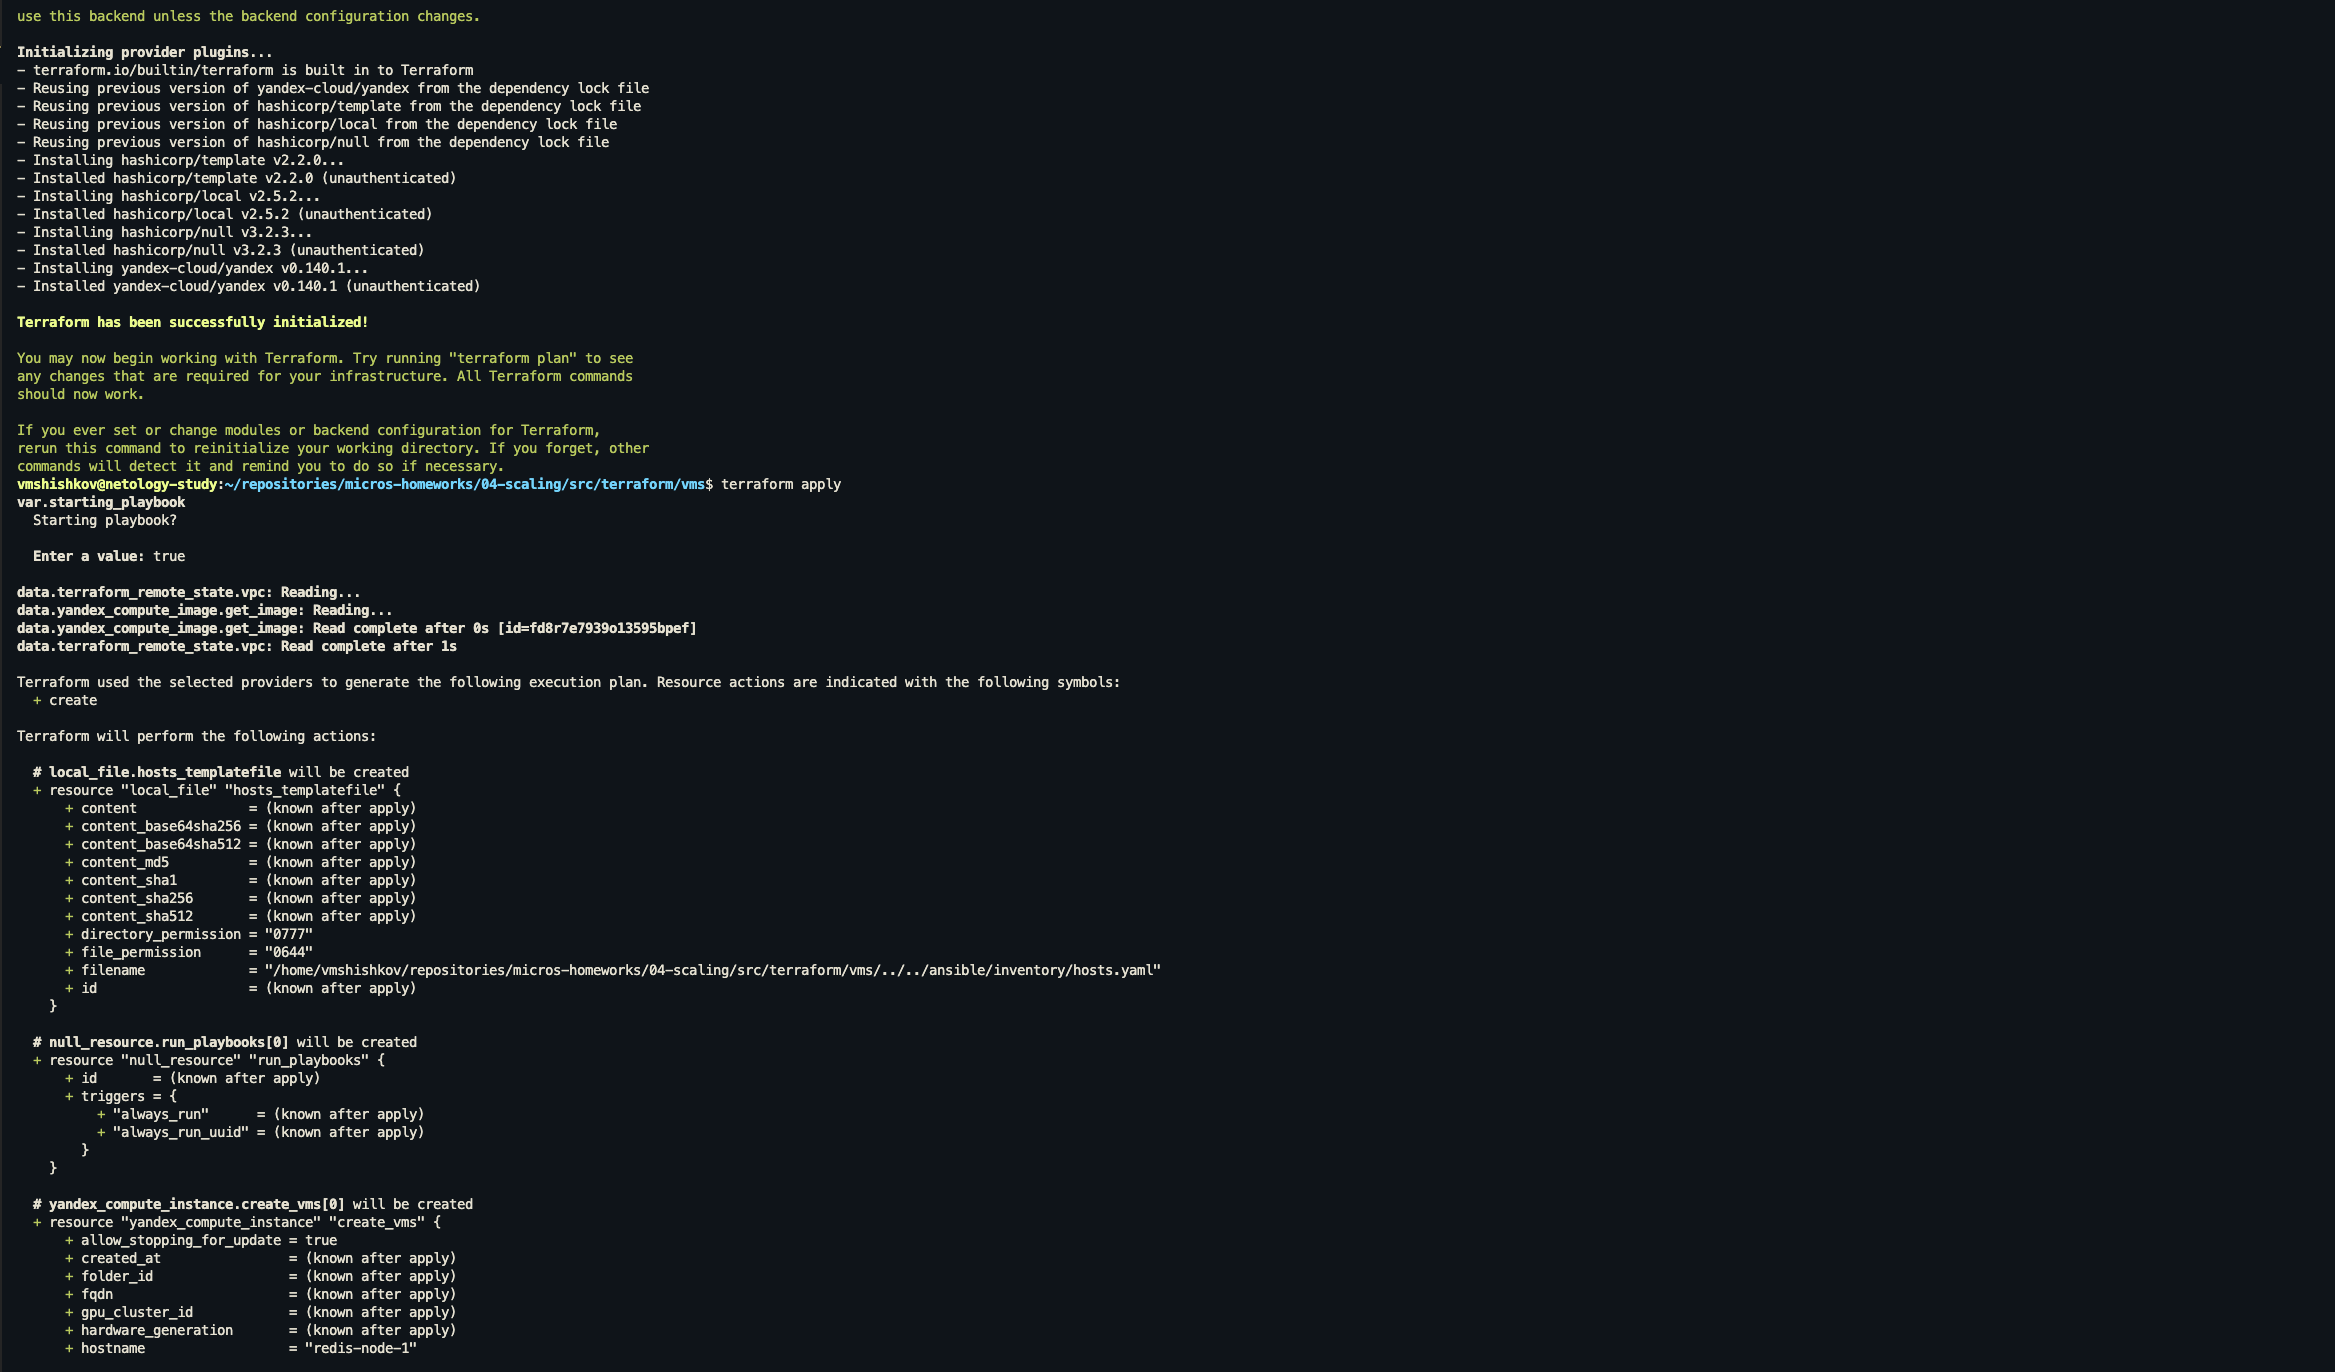 use this backend unless the backend configuration changes.
Initializing provider plugins...
- terraform.io/builtin/terraform is built in to Terraform
- Reusing previous version of yandex-cloud/yandex from the dependency lock file
- Reusing previous version of hashicorp/template from the dependency lock file
- Reusing previous version of hashicorp/local from the dependency lock file
- Reusing previous version of hashicorp/null from the dependency lock file
- Installing hashicorp/template v2.2.0...
- Installed hashicorp/template v2.2.0 (unauthenticated)
- Installing hashicorp/local v2.5.2...
- Installed hashicorp/local v2.5.2 (unauthenticated)
- Installing hashicorp/null v3.2.3...
- Installed hashicorp/null v3.2.3 (unauthenticated)
- Installing yandex-cloud/yandex v0.140.1...
- Installed yandex-cloud/yandex v0.140.1 (unauthenticated)
Terraform has been successfully initialized!
You may now begin working with Terraform. Try running "terraform plan" to see
any changes that are required for your infrastructure. All Terraform commands
should now work.
If you ever set or change modules or backend configuration for Terraform,
rerun this command to reinitialize your working directory. If you forget, other
commands will detect it and remind you to do so if necessary.
vmshishkov@netology-study:~/repositories/micros-homeworks/04-scaling/src/terraform/vms$ terraform apply
var.starting_playbook
  Starting playbook?
  Enter a value: true
data.terraform_remote_state.vpc: Reading...
data.yandex_compute_image.get_image: Reading...
data.yandex_compute_image.get_image: Read complete after 0s [id=fd8r7e7939o13595bpef]
data.terraform_remote_state.vpc: Read complete after 1s
Terraform used the selected providers to generate the following execution plan. Resource actions are indicated with the following symbols:
  + create
Terraform will perform the following actions:
  # local_file.hosts_templatefile will be created
  + resource "local_file" "hosts_templatefile" {
      + content              = (known after apply)
      + content_base64sha256 = (known after apply)
      + content_base64sha512 = (known after apply)
      + content_md5          = (known after apply)
      + content_sha1         = (known after apply)
      + content_sha256       = (known after apply)
      + content_sha512       = (known after apply)
      + directory_permission = "0777"
      + file_permission      = "0644"
      + filename             = "/home/vmshishkov/repositories/micros-homeworks/04-scaling/src/terraform/vms/../../ansible/inventory/hosts.yaml"
      + id                   = (known after apply)
    }
  # null_resource.run_playbooks[0] will be created
  + resource "null_resource" "run_playbooks" {
      + id       = (known after apply)
      + triggers = {
          + "always_run"      = (known after apply)
          + "always_run_uuid" = (known after apply)
        }
    }
  # yandex_compute_instance.create_vms[0] will be created
  + resource "yandex_compute_instance" "create_vms" {
      + allow_stopping_for_update = true
      + created_at                = (known after apply)
      + folder_id                 = (known after apply)
      + fqdn                      = (known after apply)
      + gpu_cluster_id            = (known after apply)
      + hardware_generation       = (known after apply)
      + hostname                  = "redis-node-1"